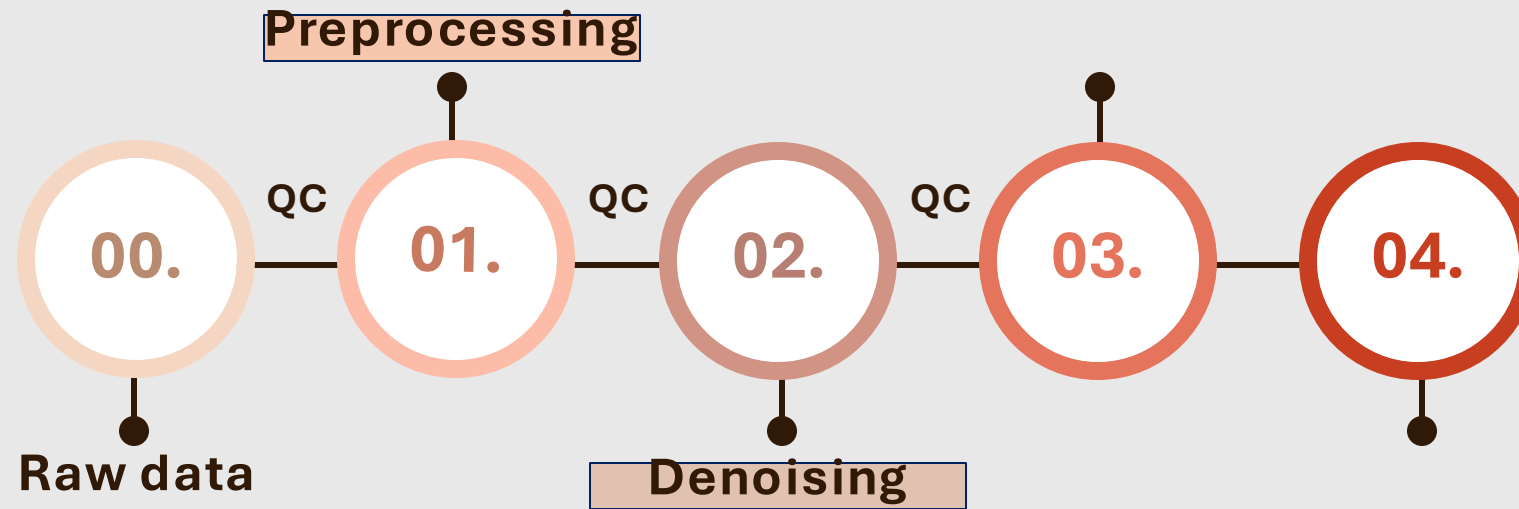 Preprocessing
QC
QC
QC
00.
01.
02.
03.
04.
Raw data
Denoising